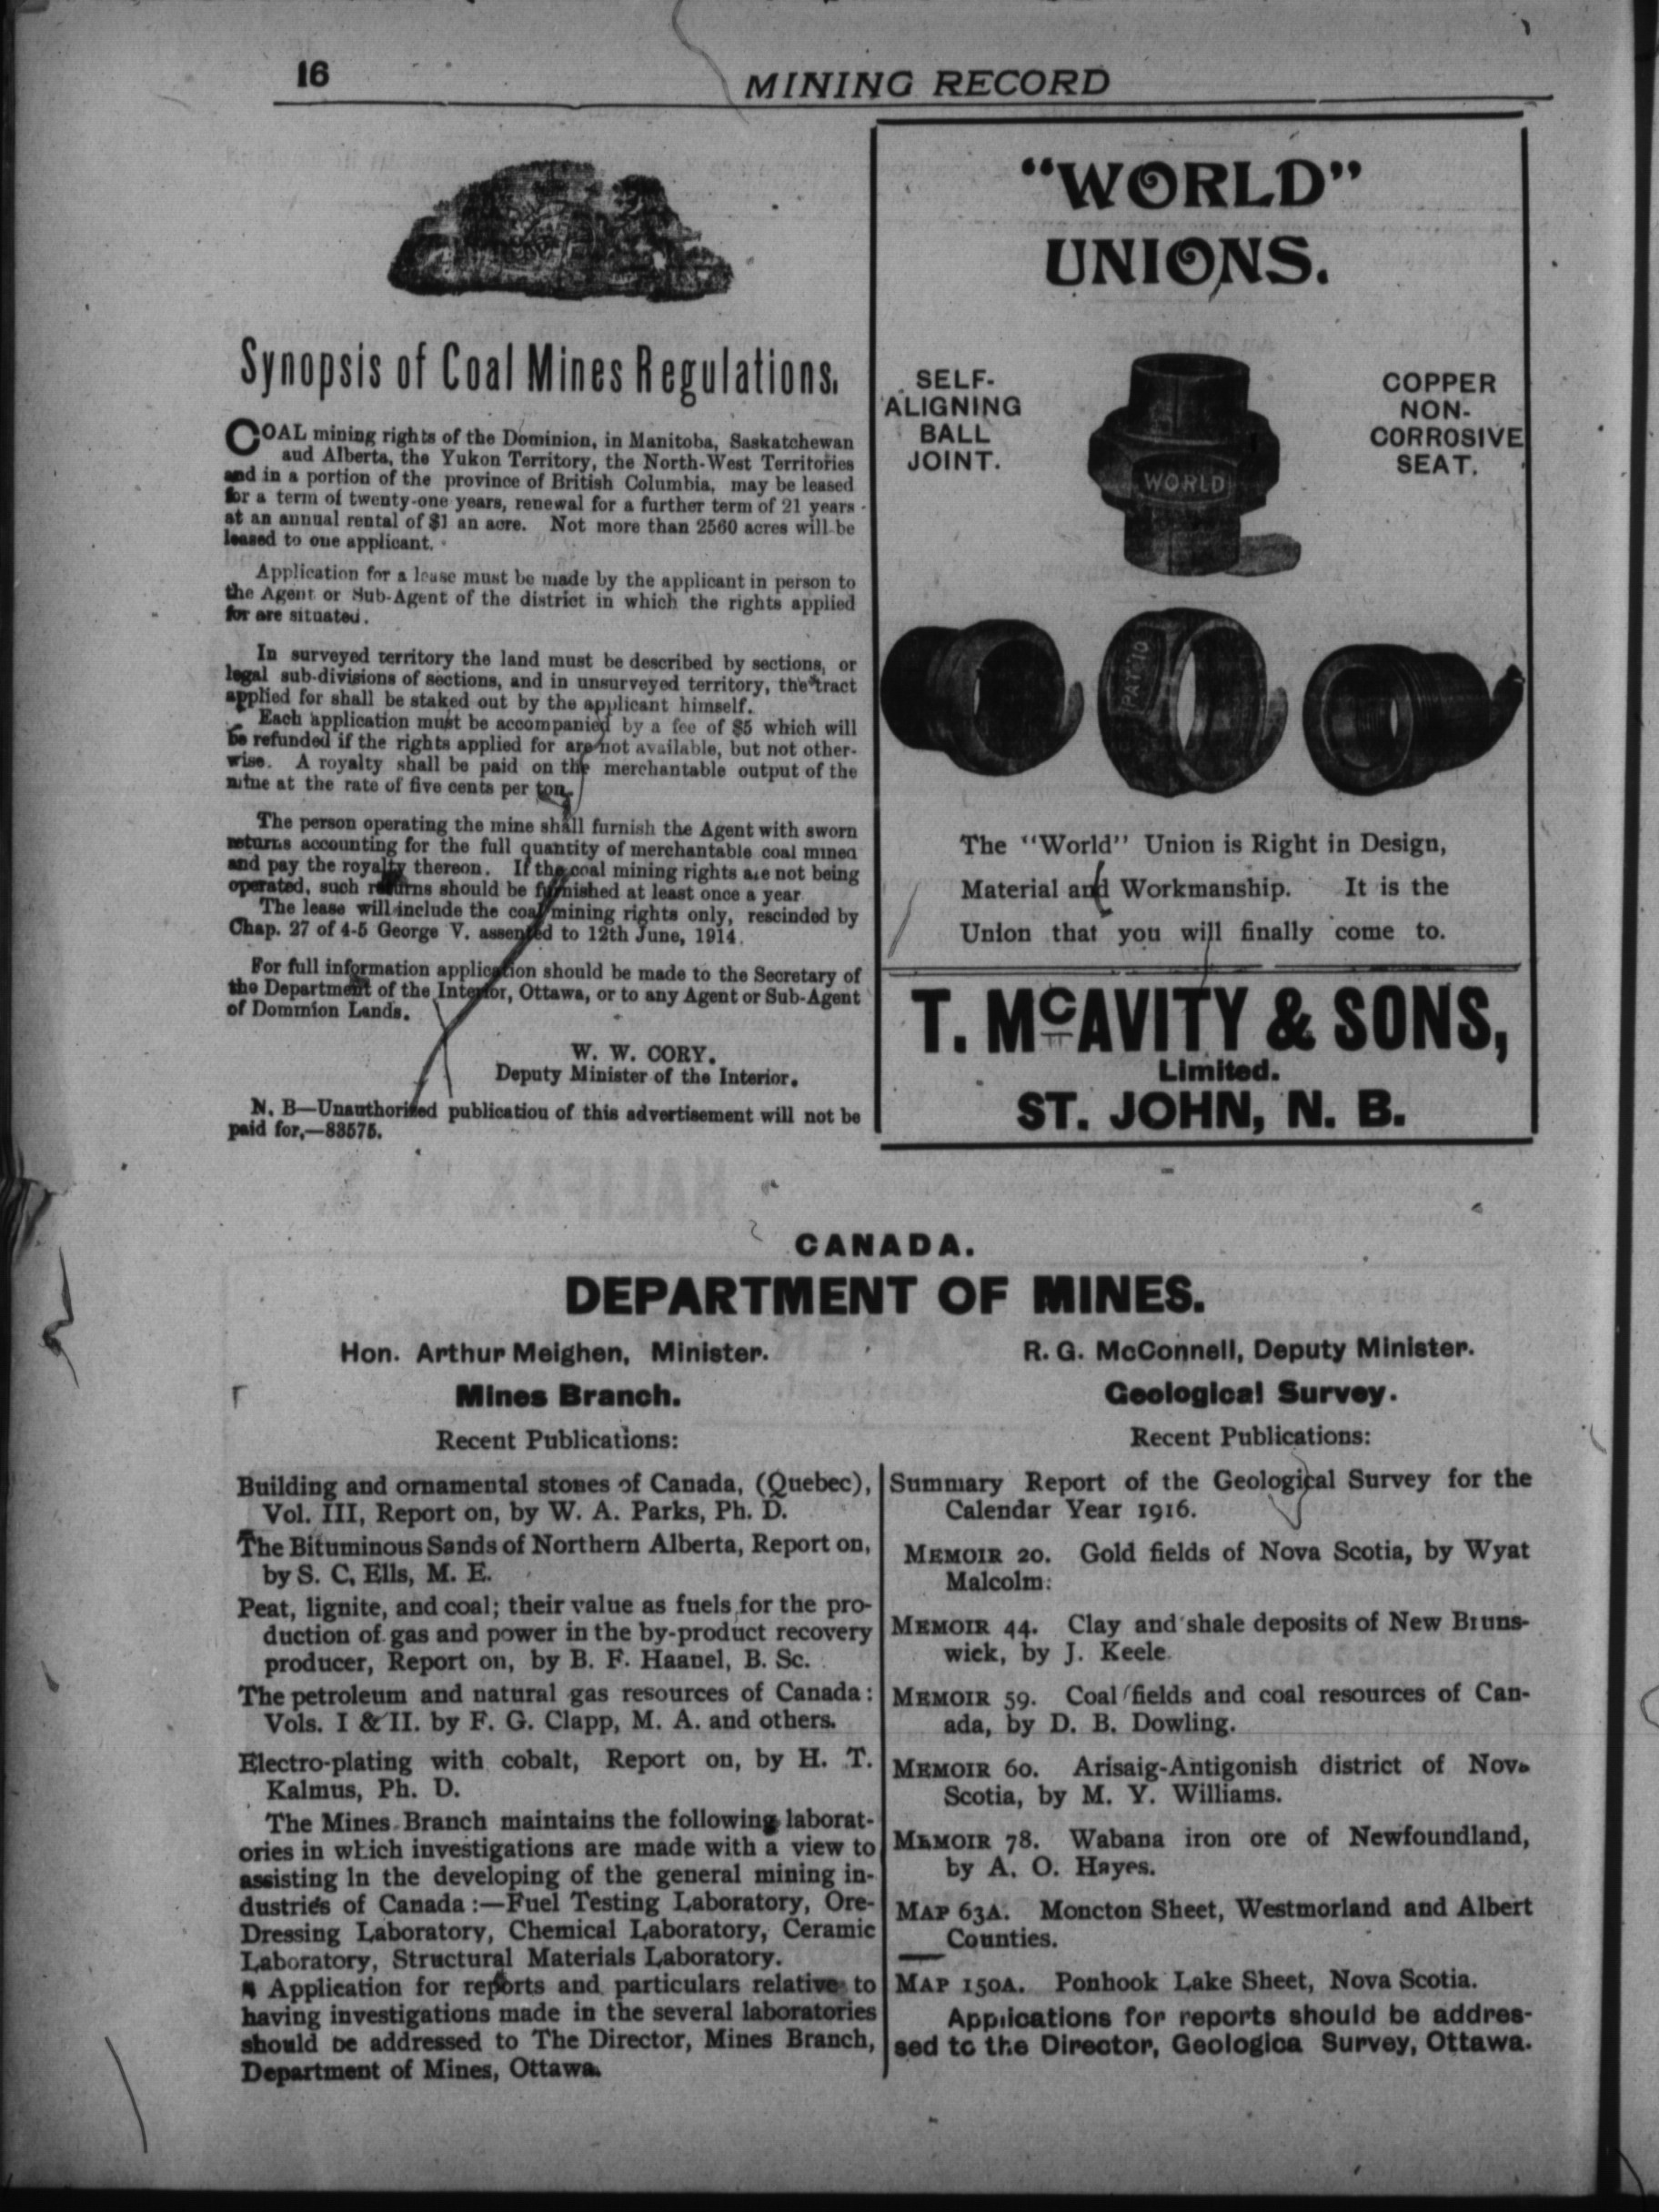 16
MINING RECORD
Synopsis of Coal Mines Regulations.
COAL mining rights of the Dominion, in Manitoba, Saskatchewan
aud Alberta, the Yukon Territory, the North-West Territories
and in a portion of the province of British Columbia, may be leased
for a term of twenty-one years, renewal for a further term of 21 years
at an annual rental of $1 an acre. Not more than 2560 acres will be
leased to one applicant.
Application for a lease must be made by the applicant in person to
the Agent or Sub-Agent of the district in which the rights applied
for are situated.
In surveyed territory the land must be described by sections, or
legal sub-divisions of sections, and in unsurveyed territory, the tract
applied for shall be staked out by the applicant himself.
Each application must be accompanied by a fee of $5 which will
be refunded if the rights applied for are not available, but not other-
wise. A royalty shall be paid on the merchantable output of the
mine at the rate of five cents per ton.
The person operating the mine shall furnish the Agent with sworn
returns accounting for the full quantity of merchantable coal mined
and pay the royalty thereon. If the coal mining rights are not being
operated, such returns should be furnished at least once a year
The lease will include the coal mining rights only, rescinded by
Chap. 27 of 4-5 George V. assented to 12th June, 1914.
For full information application should be made to the Secretary of
the Department of the Interior, Ottawa, or to any Agent or Sub-Agent
of Dominion Lands.
W. W. CORY.
Deputy Minister of the Interior.
N. B—Unauthorized publicatiou of this advertisement will not be
paid for,—83575.
"WORLD"
UNIONS.
SELF-
ALIGNING
BALL
JOINT.
COPPER
NON-
CORROSIVE
SEAT.
WORLD
The "World" Union is Right in Design,
Material and Workmanship. It is the
Union that you will finally come to.
T. McAVITY & SONS,
Limited.
ST. JOHN, N. B.
CANADA.
DEPARTMENT OF MINES.
Hon. Arthur Meighen, Minister.
R. G. McConnell, Deputy Minister.
Mines Branch.
Recent Publications:
Building and ornamental stones of Canada, (Quebec),
Vol. III, Report on, by W. A. Parks, Ph. D.
The Bituminous Sands of Northern Alberta, Report on,
by S. C. Ells, M. E.
Peat, lignite, and coal; their value as fuels for the pro-
duction of gas and power in the by-product recovery
producer, Report on, by B. F. Haanel, B. Sc.
The petroleum and natural gas resources of Canada:
Vols. I & II. by F. G. Clapp, M. A. and others.
Electro-plating with cobalt, Report on, by H. T.
Kalmus, Ph. D.
The Mines Branch maintains the following laborat-
ories in which investigations are made with a view to
assisting in the developing of the general mining in-
dustries of Canada:—Fuel Testing Laboratory, Ore-
Dressing Laboratory, Chemical Laboratory, Ceramic
Laboratory, Structural Materials Laboratory.
Application for reports and particulars relative to
having investigations made in the several laboratories
should be addressed to The Director, Mines Branch,
Department of Mines, Ottawa.
Geological Survey.
Recent Publications:
Summary Report of the Geological Survey for the
Calendar Year 1916.
MEMOIR 20. Gold fields of Nova Scotia, by Wyat
Malcolm:
MEMOIR 44. Clay and shale deposits of New Bruns-
wick, by J. Keele.
MEMOIR 59. Coal fields and coal resources of Can-
ada, by D. B. Dowling.
MEMOIR 60. Arisaig-Antigonish district of Nova
Scotia, by M. Y. Williams.
MEMOIR 78. Wabana iron ore of Newfoundland,
by A. O. Hayes.
MAP 63A. Moncton Sheet, Westmorland and Albert
Counties.
MAP 150A. Ponhook Lake Sheet, Nova Scotia.
Applications for reports should be addres-
sed to the Director, Geologica Survey, Ottawa.